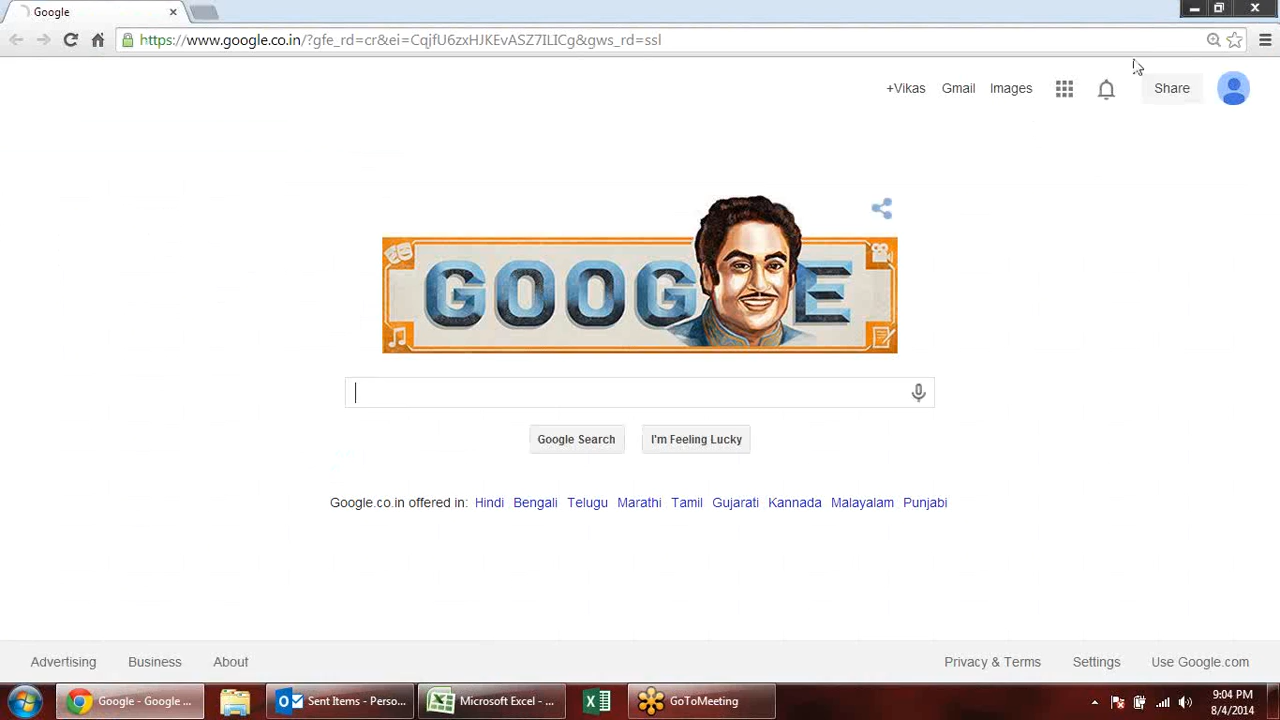 Google
https://www.google.co.in/?gfe_rd=cr&ei=CqjfU6zxHJKEvASZ7ILICg&gws_rd=ssl
+Vikas Gmail Images Share
GOOG E
Google Search I'm Feeling Lucky
Google.co.in offered in: Hindi Bengali Telugu Marathi Tamil Gujarati Kannada Malayalam Punjabi
Advertising Business About Privacy & Terms Settings Use Google.com
Google - Google ... Sent Items - Perso... Microsoft Excel - ... GoToMeeting 9:04 PM
8/4/2014